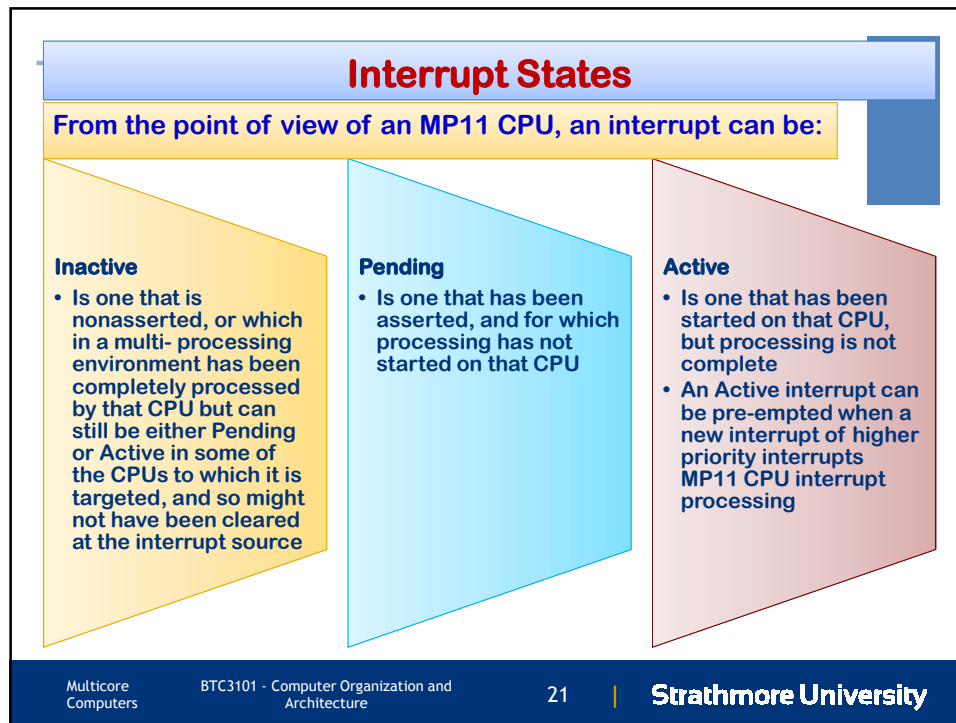 Interrupt States
From the point of view of an MP11 CPU, an interrupt can be:
Inactive
• Is one that is
nonasserted, or which
in a multi- processing
environment has been
completely processed
by that CPU but can
still be either Pending
or Active in some of
the CPUs to which it is
targeted, and so might
not have been cleared
at the interrupt source
Pending
• Is one that has been
asserted, and for which
processing has not
started on that CPU
Active
• Is one that has been
started on that CPU,
but processing is not
complete
• An Active interrupt can
be pre-empted when a
new interrupt of higher
priority interrupts
MP11 CPU interrupt
processing
Multicore
Computers
BTC3101 - Computer Organization and
Architecture
21
Strathmore University